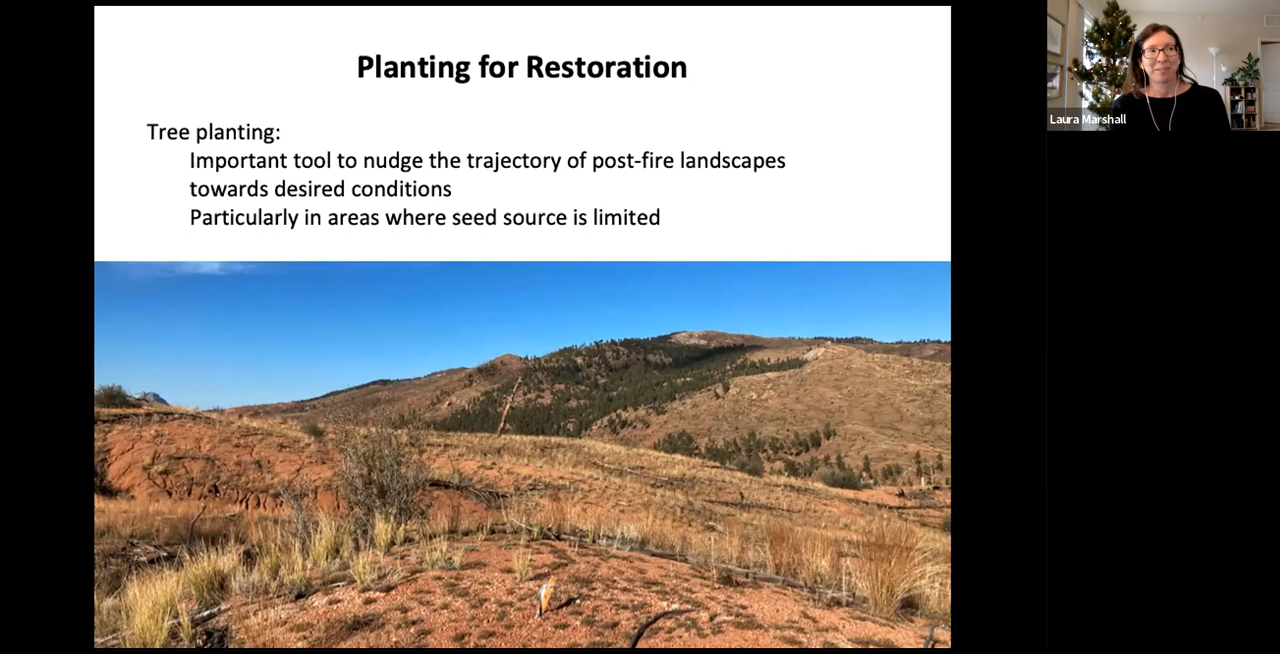 Planting for Restoration
Tree planting:
Important tool to nudge the trajectory of post-fire landscapes
towards desired conditions
Particularly in areas where seed source is limited
Laura Marshall